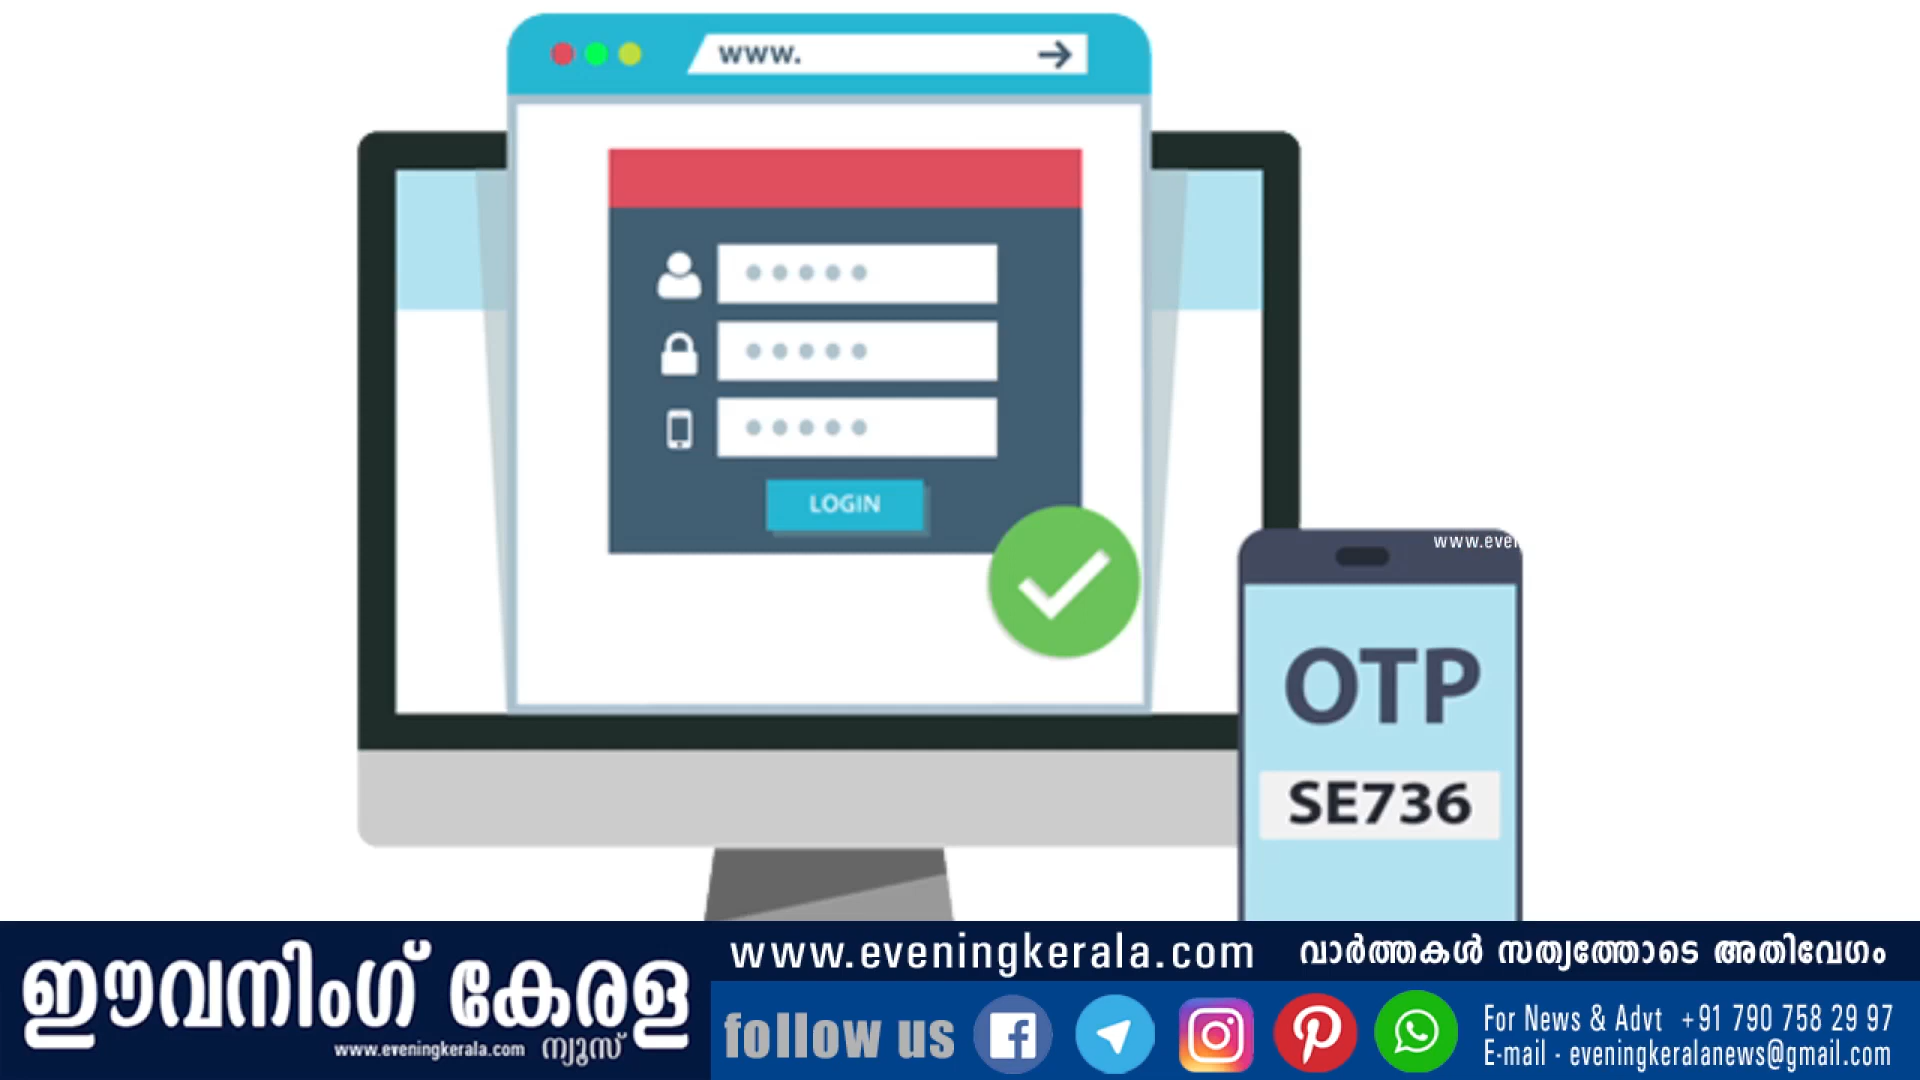 www.
LOGIN
www.eve
OTP
SE736
ഈവനിംഗ് കേരള
www.eveningkerala.com ന്യൂസ്
www.eveningkerala.com വാർത്തകൾ സത്യത്തോടെ അതിവേഗം
follow us
For News & Advt +91 790 758 29 97
E-mail - eveningkeralanews@gmail.com